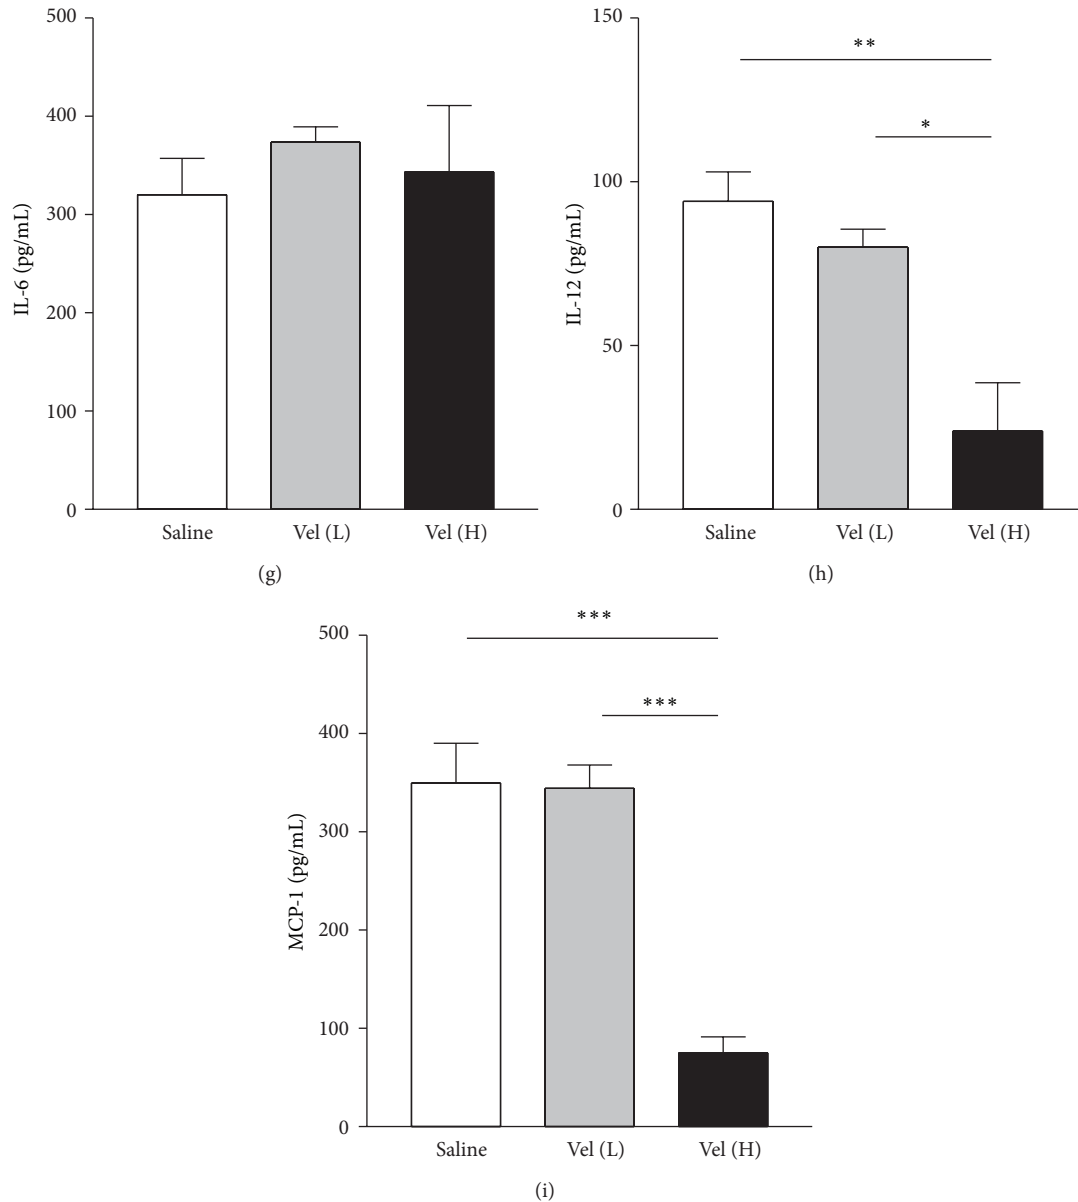 500
400
300
200
100
0
IL-6 (pg/mL)
Saline
Vel (L)
Vel (H)
(g)
150
100
50
0
IL-12 (pg/mL)
**
*
Saline
Vel (L)
Vel (H)
(h)
500
400
300
200
100
0
MCP-1 (pg/mL)
***
***
Saline
Vel (L)
Vel (H)
(i)